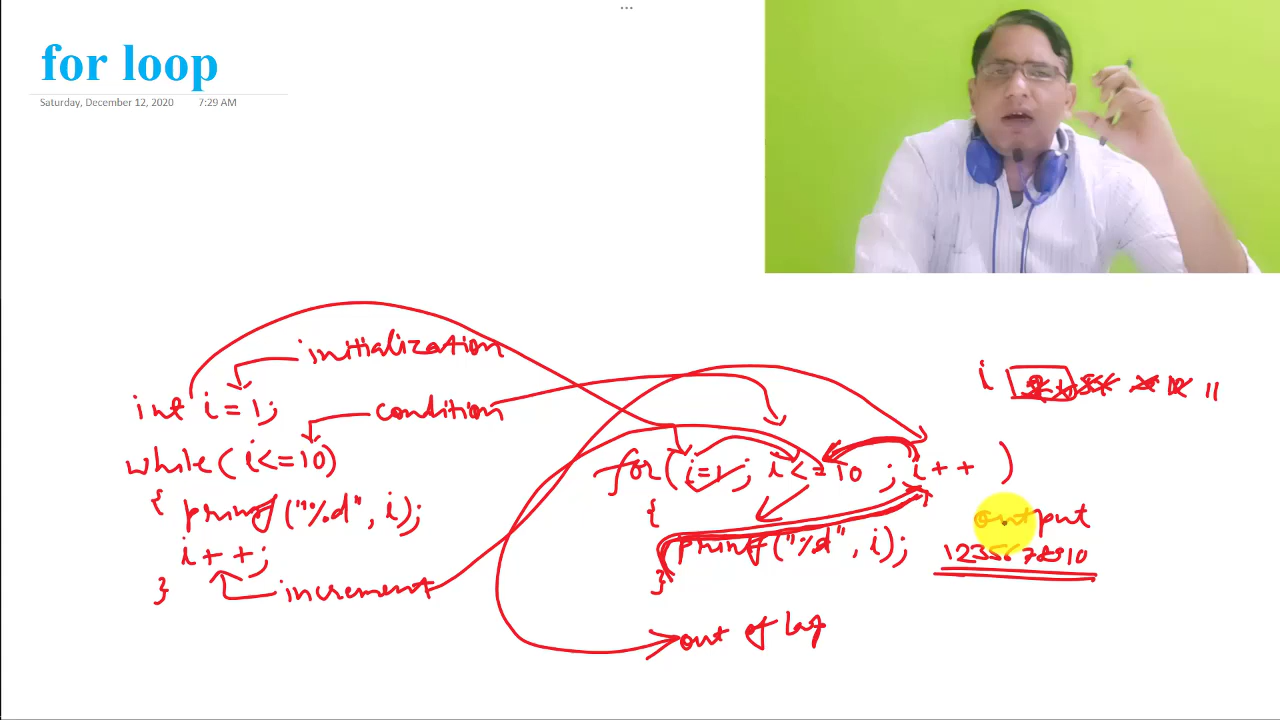 for loop
Saturday, December 12, 2020 7:29 AM
initialization
int i=1;
condition
while(i<=10)
{ printf("%d", i);
i++;
}
increment
i
11
for(i=1; i<=10 ; i++ )
{
printf("%d", i);
}
output
1235678910
out of